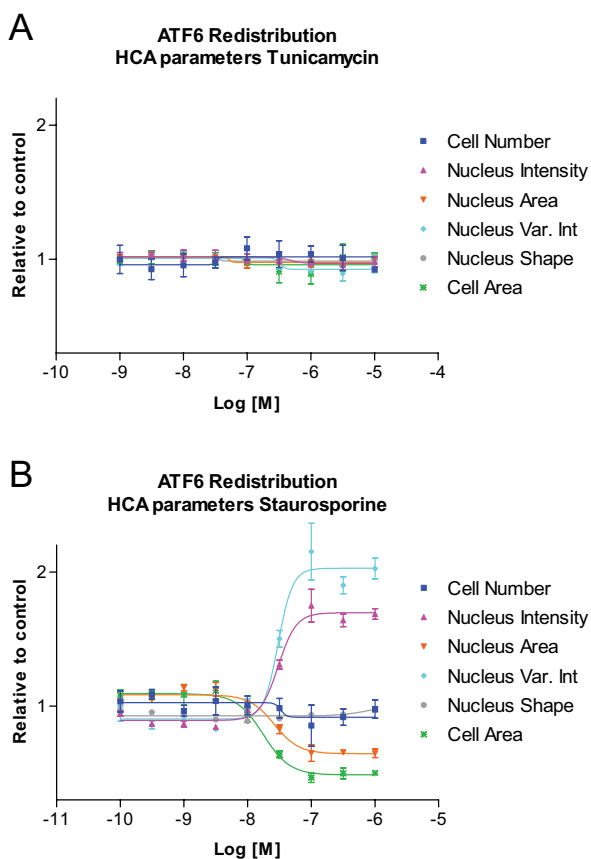 A
ATF6 Redistribution
HCA parameters Tunicamycin
Relative to control
2
1
-10
-9
-8
-7
-6
-5
-4
Log [M]
Cell Number
Nucleus Intensity
Nucleus Area
Nucleus Var. Int
Nucleus Shape
Cell Area
B
ATF6 Redistribution
HCA parameters Staurosporine
Relative to control
2
1
-11
-10
-9
-8
-7
-6
-5
Log [M]
Cell Number
Nucleus Intensity
Nucleus Area
Nucleus Var. Int
Nucleus Shape
Cell Area